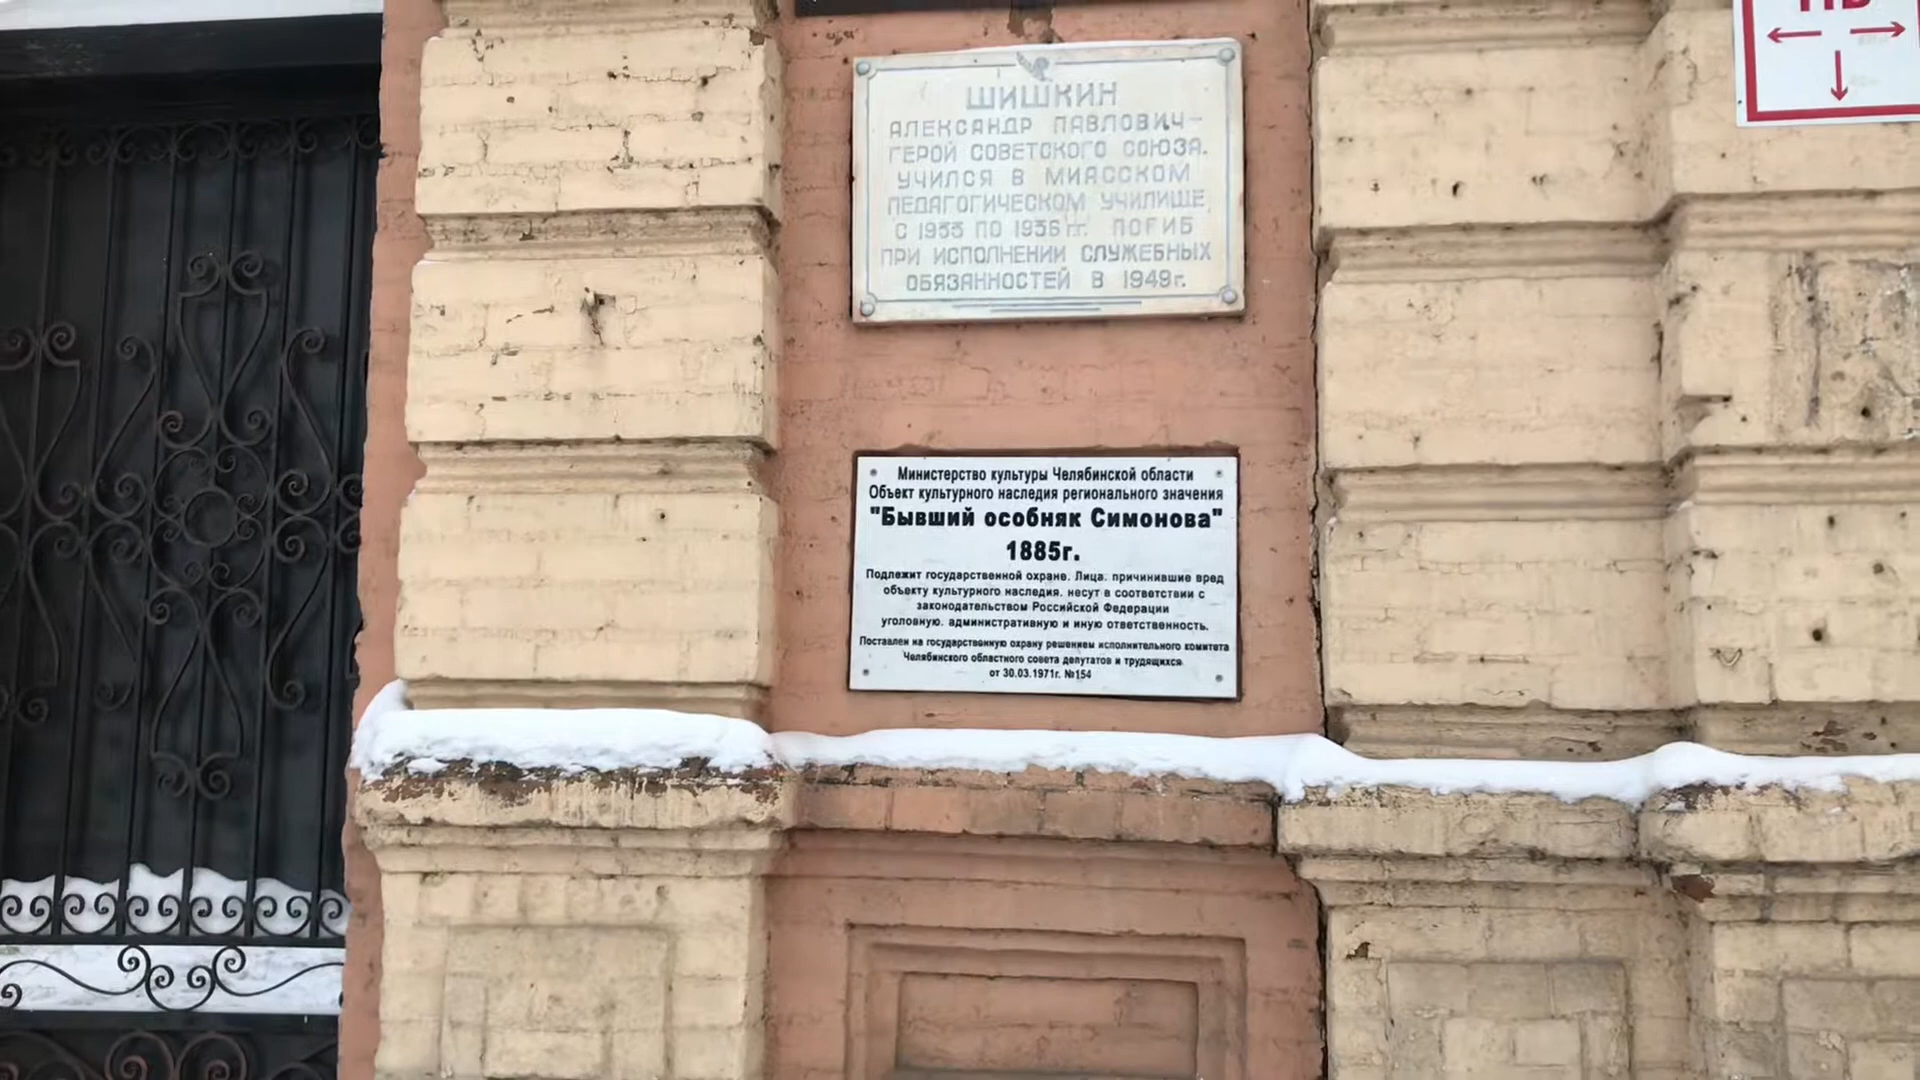 ШИШКИН
АЛЕКСАНДР ПАВЛОВИЧ-
ГЕРОЙ СОВЕТСКОГО СОЮЗА.
УЧИЛСЯ В МИАССКОМ
ПЕДАГОГИЧЕСКОМ УЧИЛИЩЕ
С 1933 ПО 1936 гг. ПОГИБ
ПРИ ИСПОЛНЕНИИ СЛУЖЕБНЫХ
ОБЯЗАННОСТЕЙ В 1949г.
Министерство культуры Челябинской области
Объект культурного наследия регионального значения
"Бывший особняк Симонова"
1885г.
Подлежит государственной охране. Лица, причинившие вред
объекту культурного наследия, несут в соответствии с
законодательством Российской Федерации
уголовную, административную и иную ответственность.
Поставлен на государственную охрану решением исполнительного комитета
Челябинского областного совета депутатов и трудящихся
от 30.03.1971г. №154